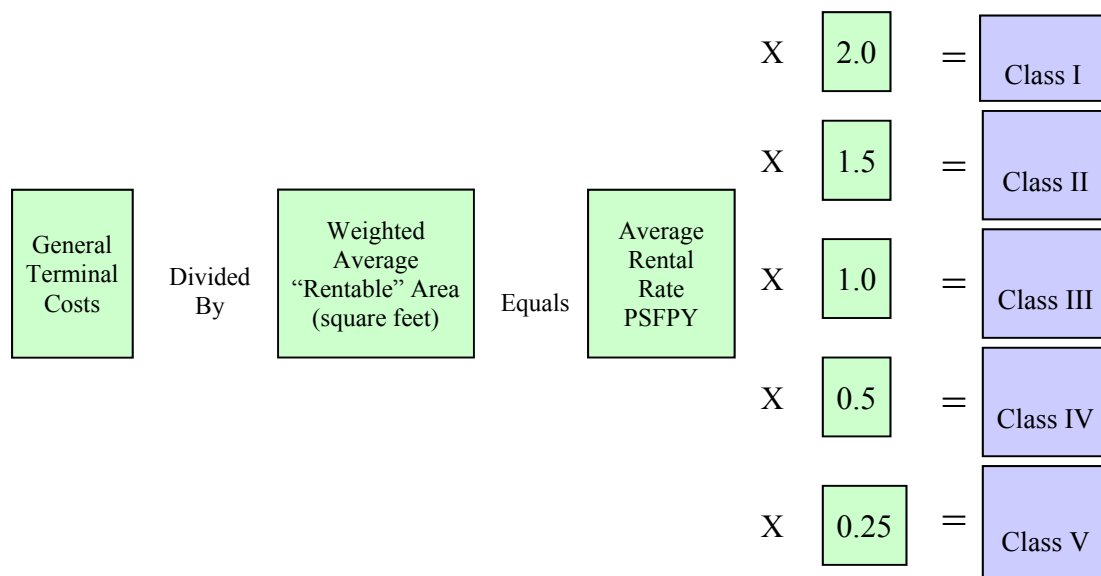 General
Terminal
Costs
Divided
By
Weighted
Average
“Rentable” Area
(square feet)
Equals
Average
Rental
Rate
PSFPY
X 2.0 = Class I
X 1.5 = Class II
X 1.0 = Class III
X 0.5 = Class IV
X 0.25 = Class V